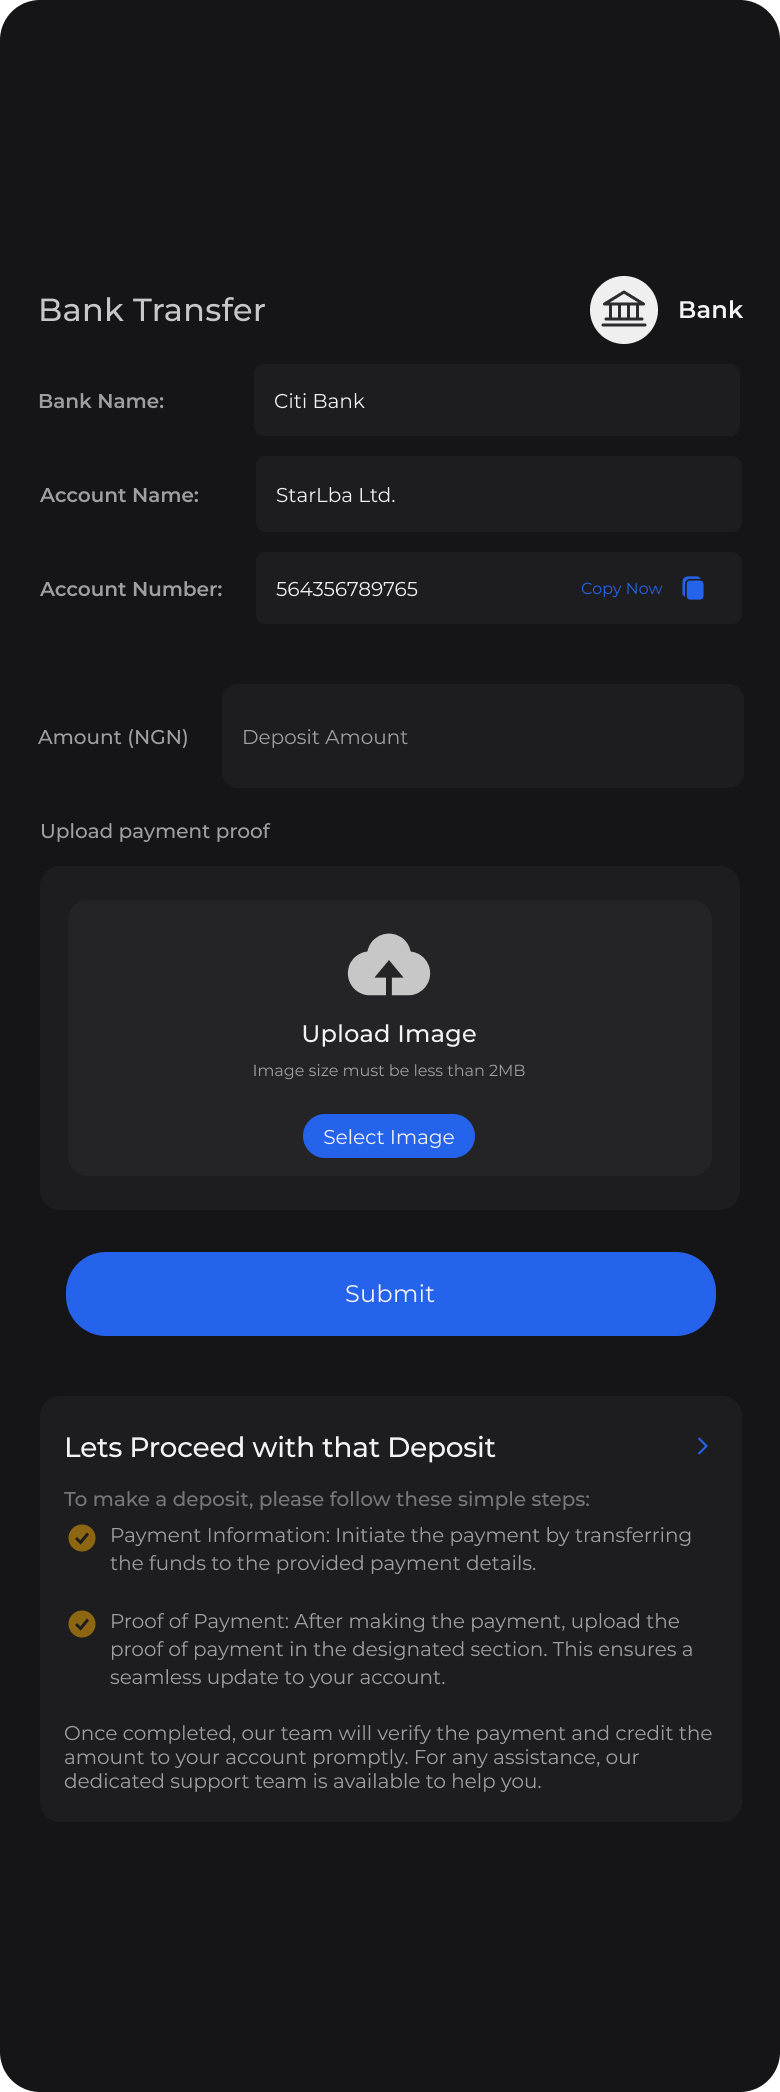 Bank Transfer
Bank
Bank Name:
Citi Bank
Account Name:
StarLba Ltd.
Account Number:
564356789765
Copy Now
Amount (NGN)
Deposit Amount
Upload payment proof
Upload Image
Image size must be less than 2MB
Select Image
Submit
Lets Proceed with that Deposit
To make a deposit, please follow these simple steps:
Payment Information: Initiate the payment by transferring
the funds to the provided payment details.
Proof of Payment: After making the payment, upload the
proof of payment in the designated section. This ensures a
seamless update to your account.
Once completed, our team will verify the payment and credit the
amount to your account promptly. For any assistance, our
dedicated support team is available to help you.